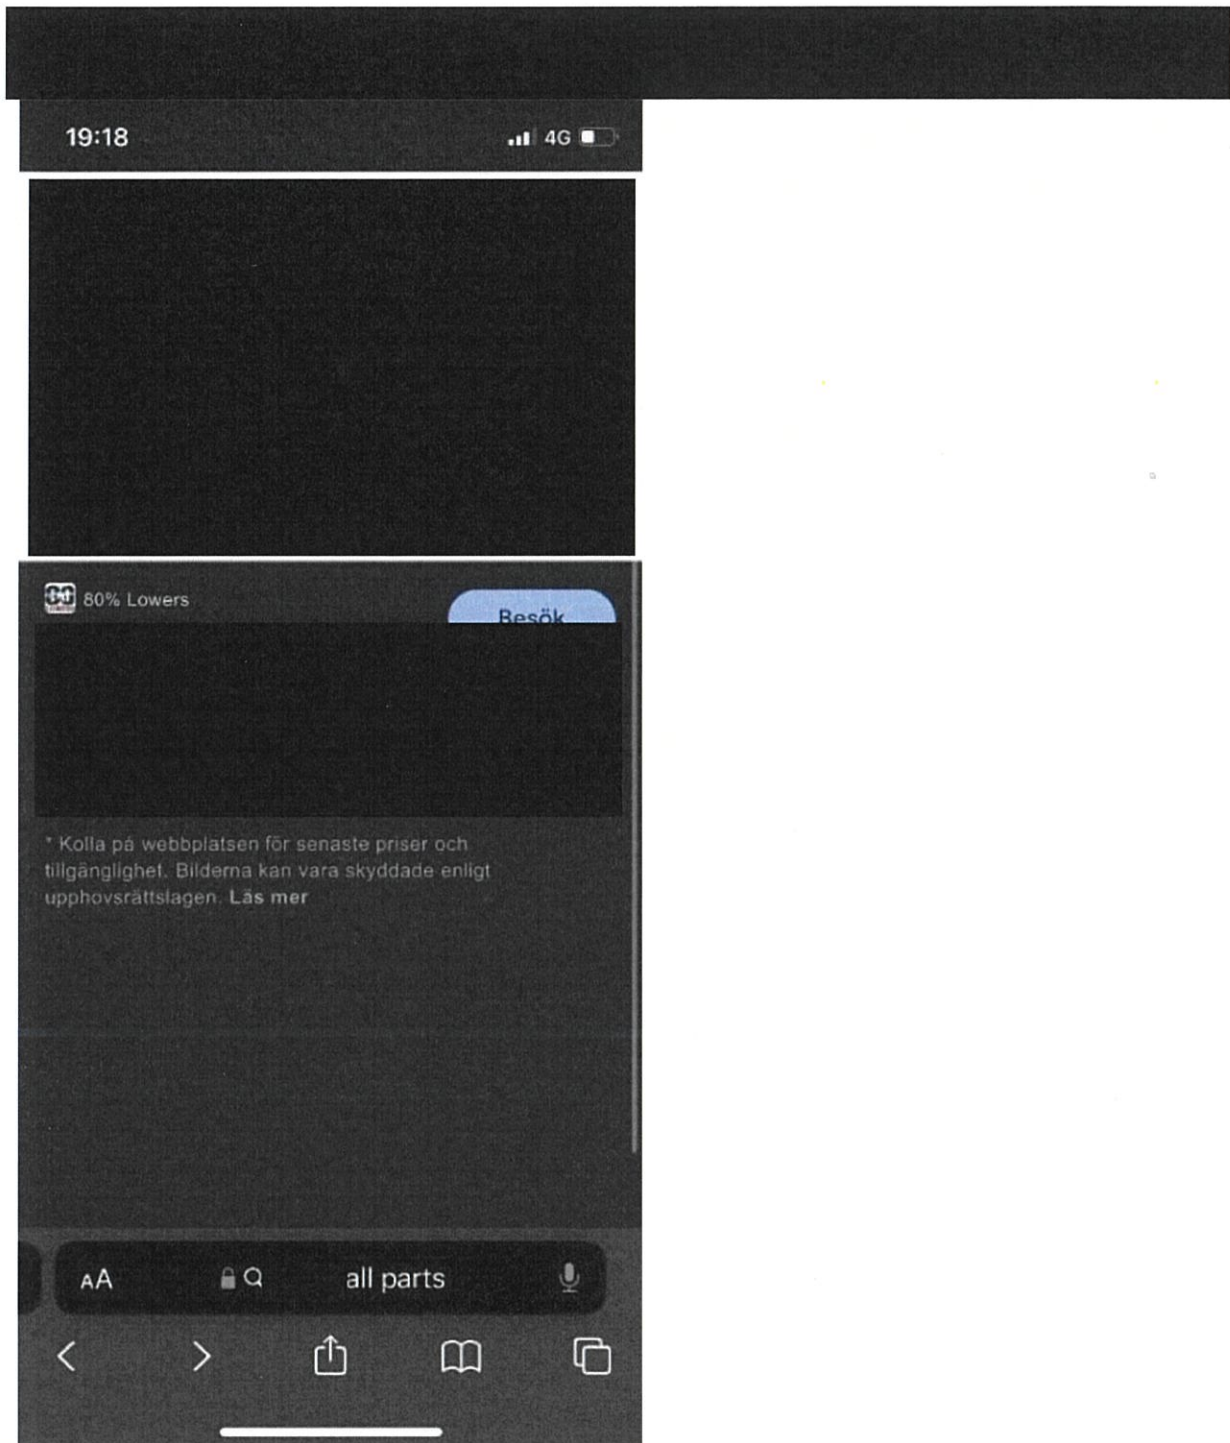 19:18
4G
80% Lowers
Besök
* Kolla på webbplatsen för senaste priser och
tillgänglighet. Bilderna kan vara skyddade enligt
upphovsrättslagen. Läs mer
AA
all parts